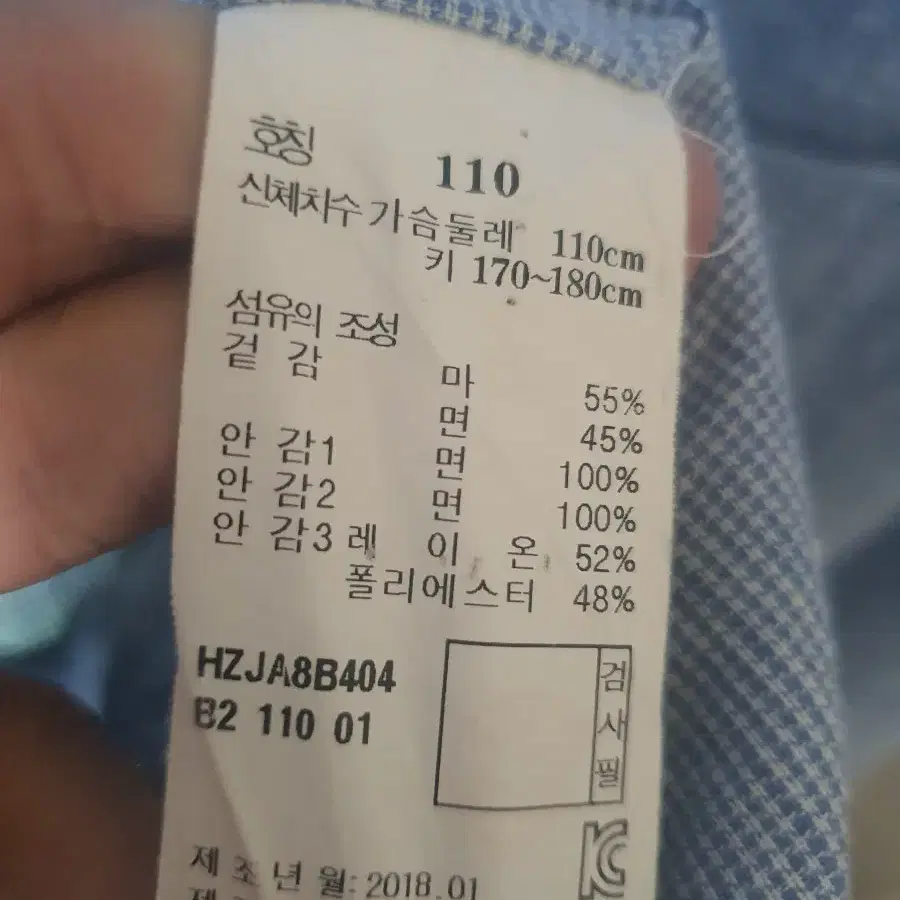 호칭 110
신체치수 가슴둘레 110cm
키 170~180cm
섬유의 조성
겉 감 마 55%
면 45%
안 감1 면 100%
안 감2 면 100%
안 감3 레 이 온 52%
폴리에스터 48%
HZJA8B404
B2 110 01
검사필
KC
제 조 년 월: 2018.01